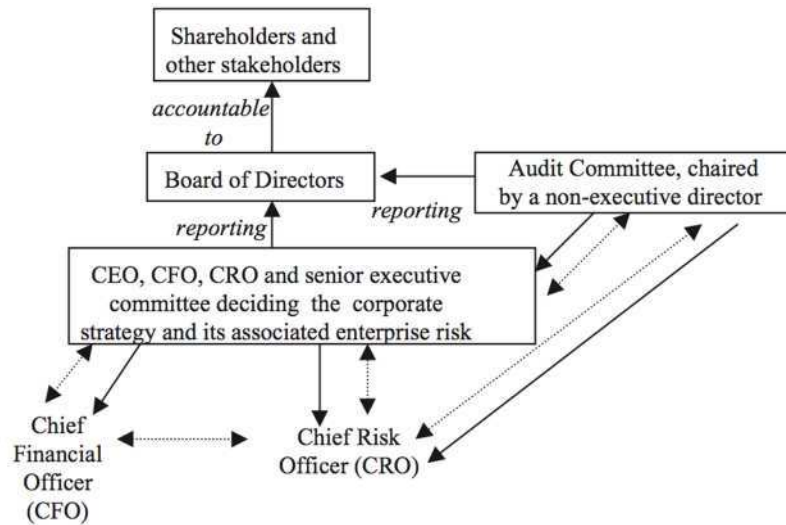 Shareholders and
other stakeholders
accountable
to
Board of Directors
Audit Committee, chaired
by a non-executive director
reporting
reporting
CEO, CFO, CRO and senior executive
committee deciding the corporate
strategy and its associated enterprise risk
Chief
Financial
Officer
(CFO)
Chief Risk
Officer (CRO)